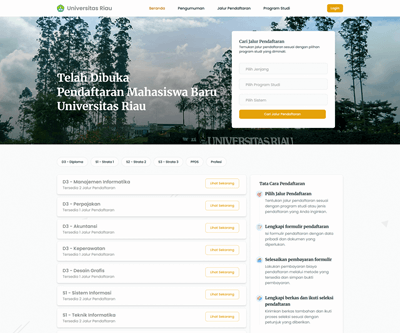 Universitas Riau
Beranda
Pengumuman
Jalur Pendaftaran
Program Studi
Login
Telah Dibuka
Pendaftaran Mahasiswa Baru
Universitas Riau
Cari Jalur Pendaftaran
Temukan jalur pendaftaran sesuai dengan pilihan
program studi yang diminati
Pilih Jenjang
Pilih Program Studi
Pilih Sistem
Cari Jalur Pendaftaran
UNIVERSITAS RIAU
D3 - Diploma
S1 - Strata 1
S2 - Strata 2
S3 - Strata 3
PPDS
Profesi
D3 - Manajemen Informatika
Tersedia 2 Jalur Pendaftaran
Lihat Sekarang
D3 - Perpajakan
Tersedia 1 Jalur Pendaftaran
Lihat Sekarang
D3 - Akuntansi
Tersedia 1 Jalur Pendaftaran
Lihat Sekarang
D3 - Keperawatan
Tersedia 1 Jalur Pendaftaran
Lihat Sekarang
D3 - Desain Grafis
Tersedia 1 Jalur Pendaftaran
Lihat Sekarang
S1 - Sistem Informasi
Tersedia 2 Jalur Pendaftaran
Lihat Sekarang
S1 - Teknik Informatika
Tersedia 2 Jalur Pendaftaran
Lihat Sekarang
Tata Cara Pendaftaran
Pilih Jalur Pendaftaran
Temukan jalur pendaftaran sesuai
dengan program studi atau jenis
pendaftaran yang Anda inginkan.
Lengkapi formulir pendaftaran
Isi formulir pendaftaran dengan data
pribadi dan dokumen yang
diperlukan.
Selesaikan pembayaran formulir
Lakukan pembayaran biaya
pendaftaran melalui metode yang
tersedia dan simpan bukti
pembayaran.
Lengkapi berkas dan ikuti seleksi
pendaftaran
Kirimkan berkas tambahan dan ikuti
proses seleksi sesuai dengan
petunjuk yang diberikan.